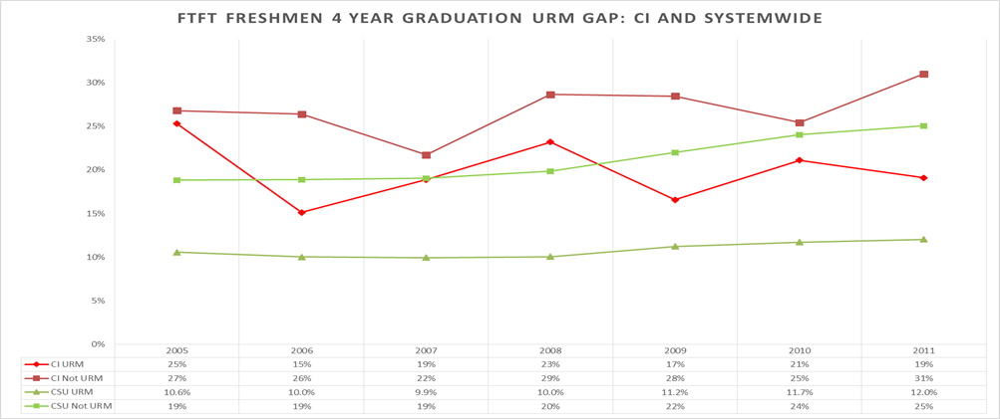 FTFT FRESHMEN 4 YEAR GRADUATION URM GAP: CI AND SYSTEMWIDE
35%
30%
25%
20%
15%
10%
5%
0%
2005 2006 2007 2008 2009 2010 2011
CI URM 25% 15% 19% 23% 17% 21% 19%
CI Not URM 27% 26% 22% 29% 28% 25% 31%
CSU URM 10.6% 10.0% 9.9% 10.0% 11.2% 11.7% 12.0%
CSU Not URM 19% 19% 19% 20% 22% 24% 25%